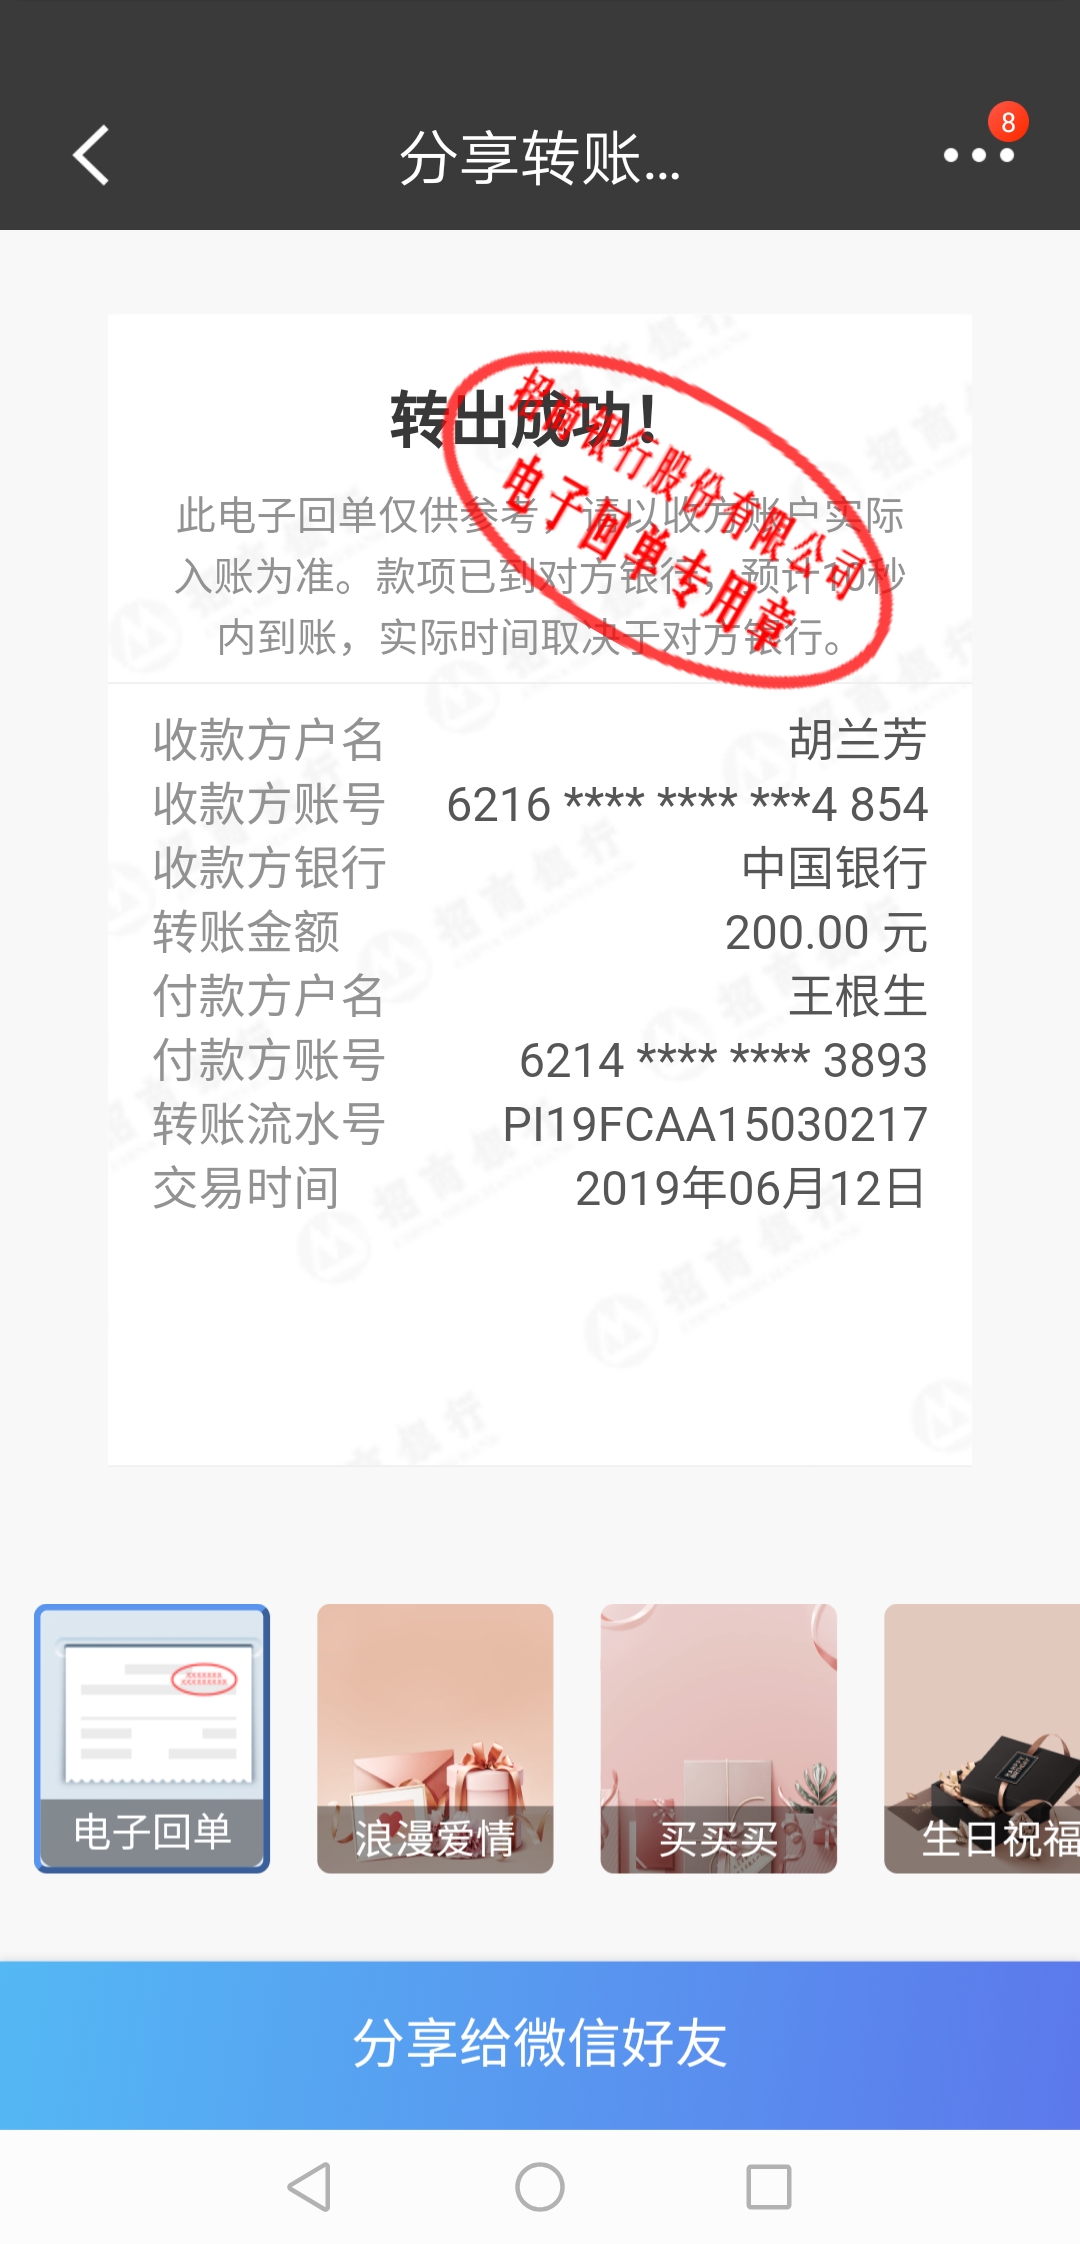 分享转账...
8
转出成功！
招商银行股份有限公司
电子回单专用章
此电子回单仅供参考，请以收方账户实际
入账为准。款项已到对方银行，预计10秒
内到账，实际时间取决于对方银行。
收款方户名 胡兰芳
收款方账号 6216 **** **** ***4 854
收款方银行 中国银行
转账金额 200.00 元
付款方户名 王根生
付款方账号 6214 **** **** 3893
转账流水号 PI19FCAA15030217
交易时间 2019年06月12日
招商银行
电子回单
浪漫爱情
买买买
生日祝福
分享给微信好友